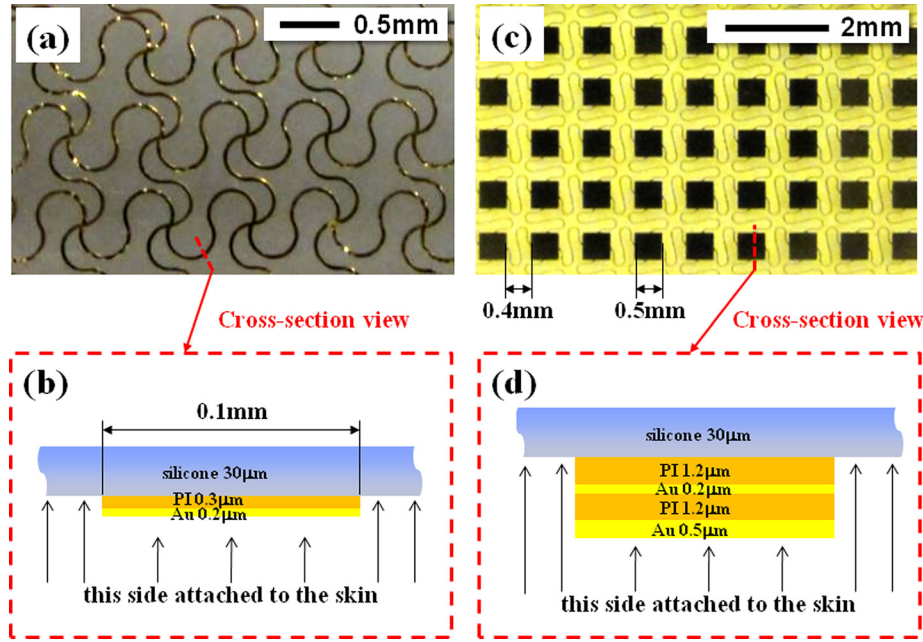 (a)
0.5mm
(c)
2mm
0.4mm
0.5mm
Cross-section view
Cross-section view
(b)
0.1mm
silicone 30μm
PI 0.3μm
Au 0.2μm
this side attached to the skin
(d)
silicone 30μm
PI 1.2μm
Au 0.2μm
PI 1.2μm
Au 0.5μm
this side attached to the skin